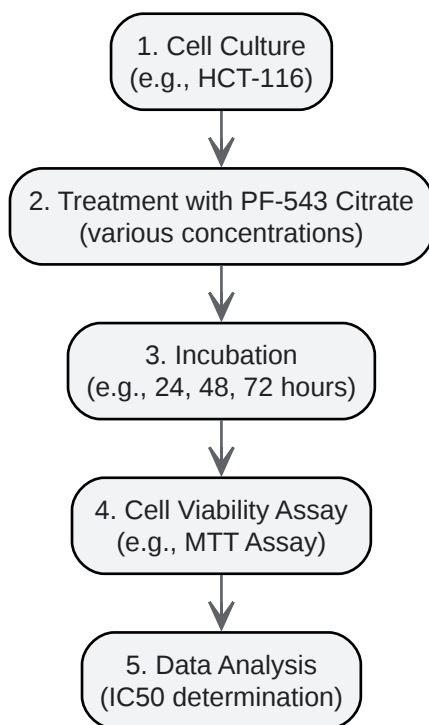 1. Cell Culture
(e.g., HCT-116)
2. Treatment with PF-543 Citrate
(various concentrations)
3. Incubation
(e.g., 24, 48, 72 hours)
4. Cell Viability Assay
(e.g., MTT Assay)
5. Data Analysis
(IC50 determination)